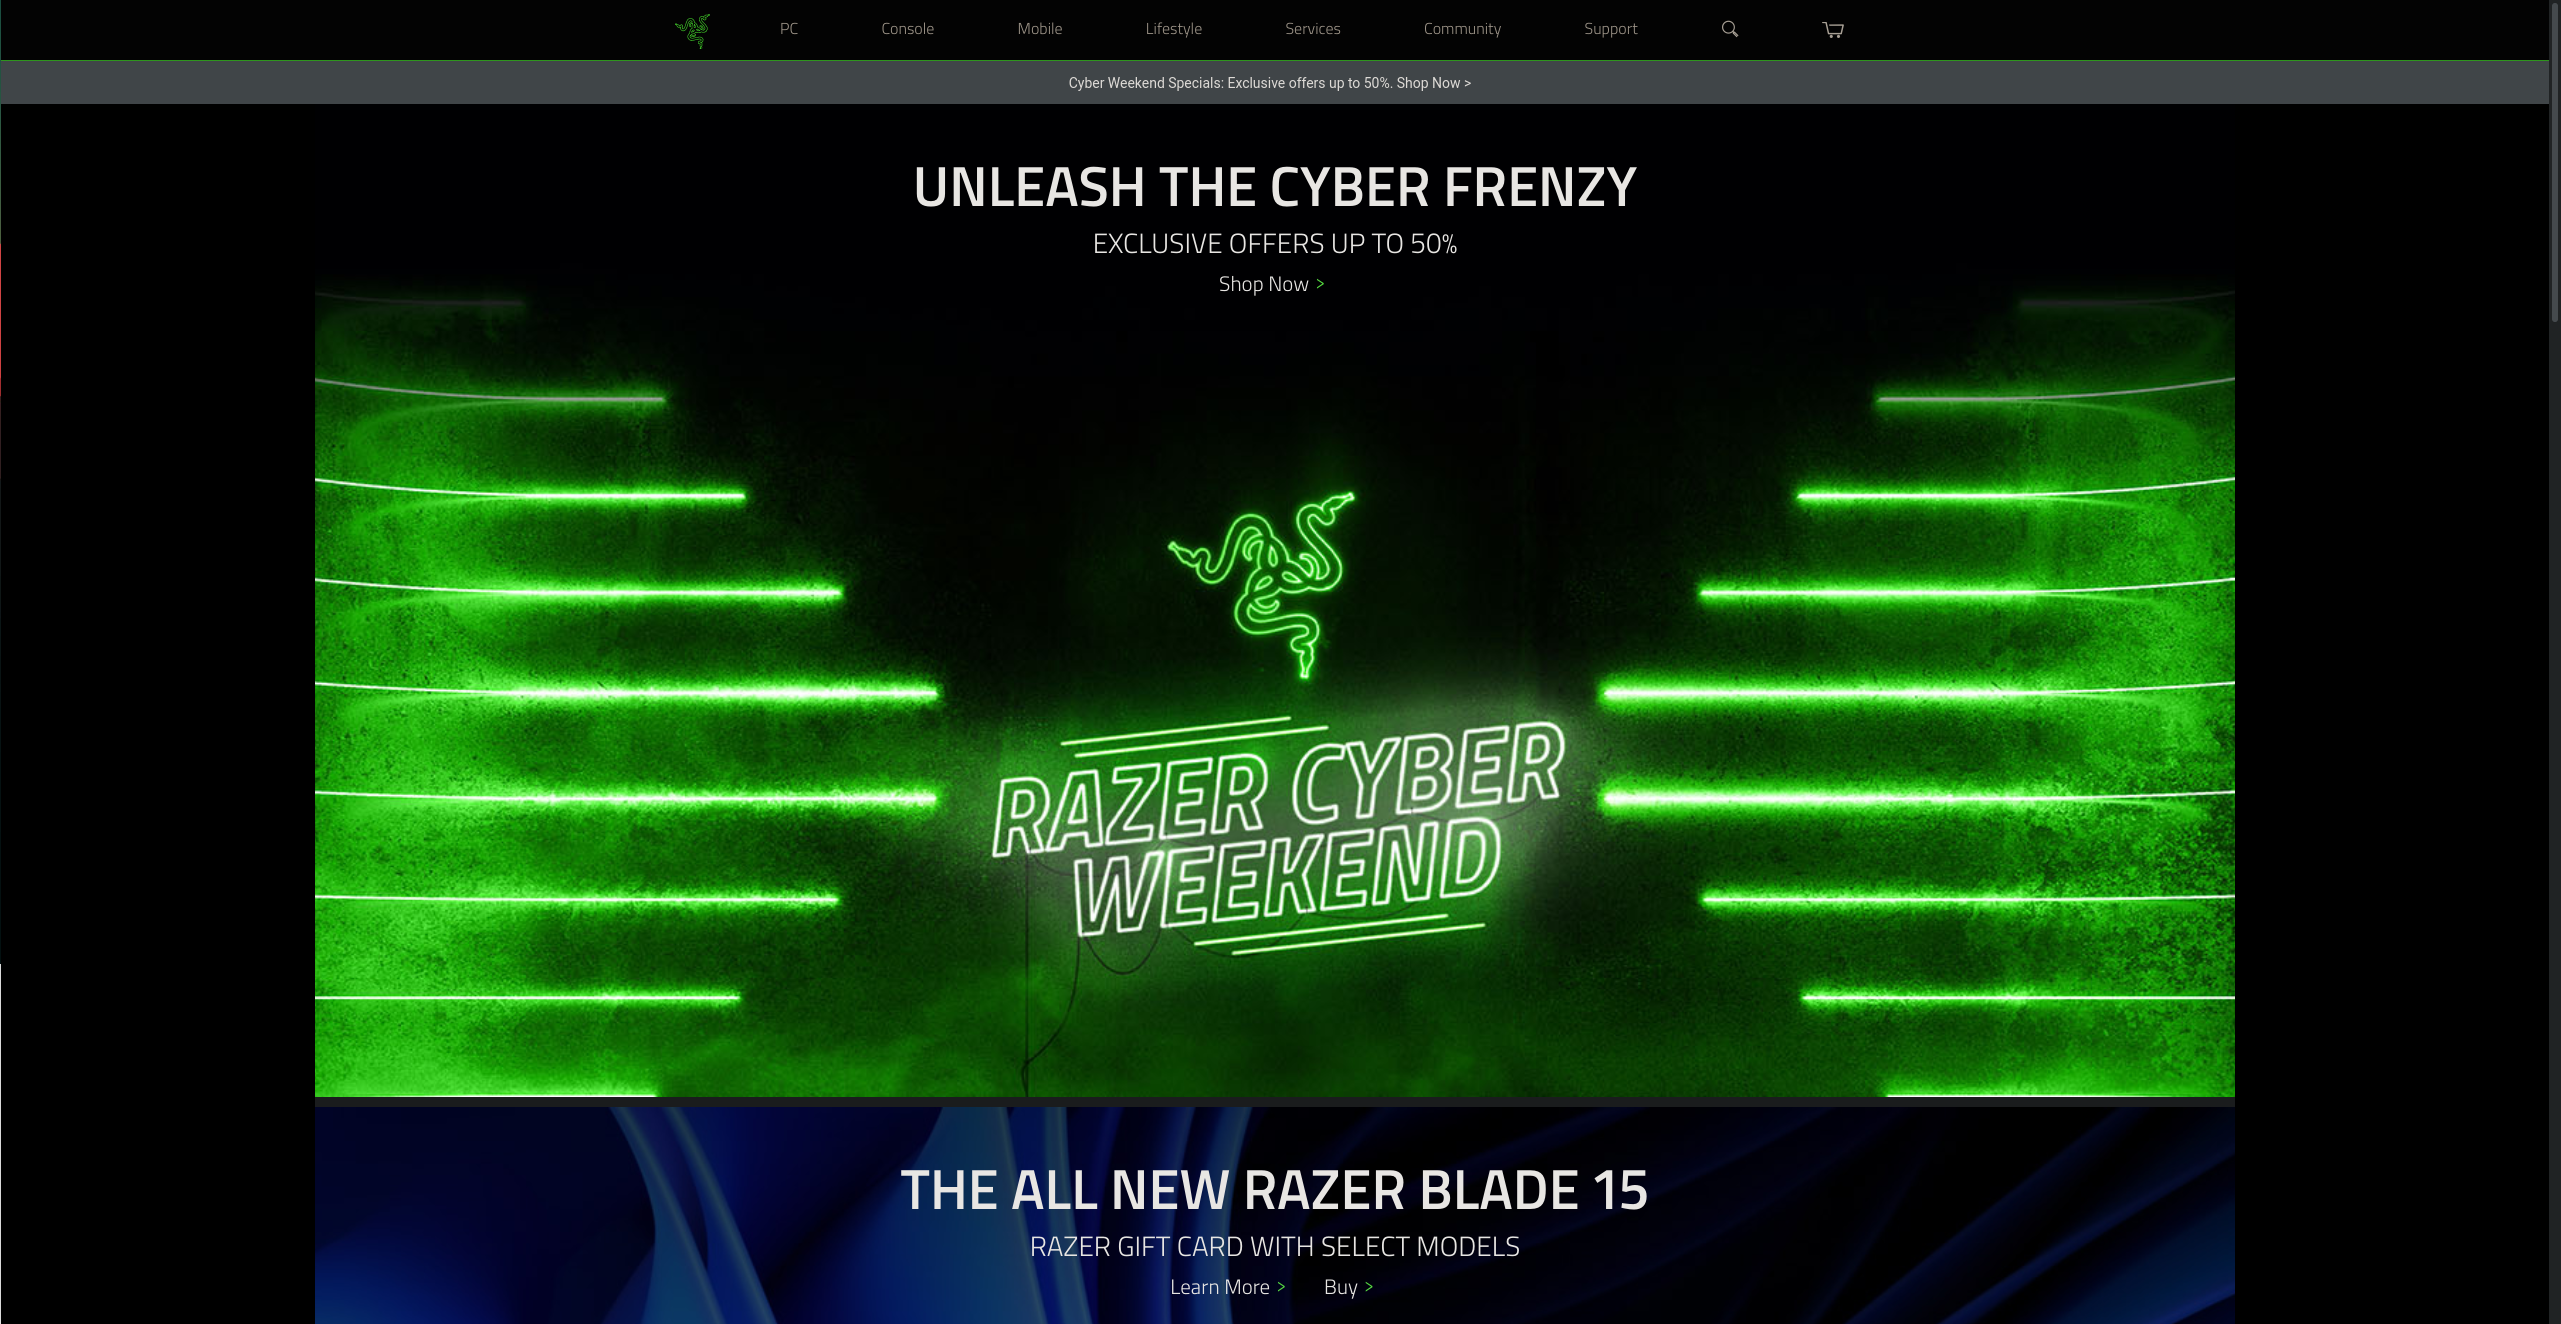 PC
Console
Mobile
Lifestyle
Services
Community
Support
Cyber Weekend Specials: Exclusive offers up to 50%. Shop Now >
UNLEASH THE CYBER FRENZY
EXCLUSIVE OFFERS UP TO 50%
Shop Now >
RAZER CYBER
WEEKEND
THE ALL NEW RAZER BLADE 15
RAZER GIFT CARD WITH SELECT MODELS
Learn More > Buy >